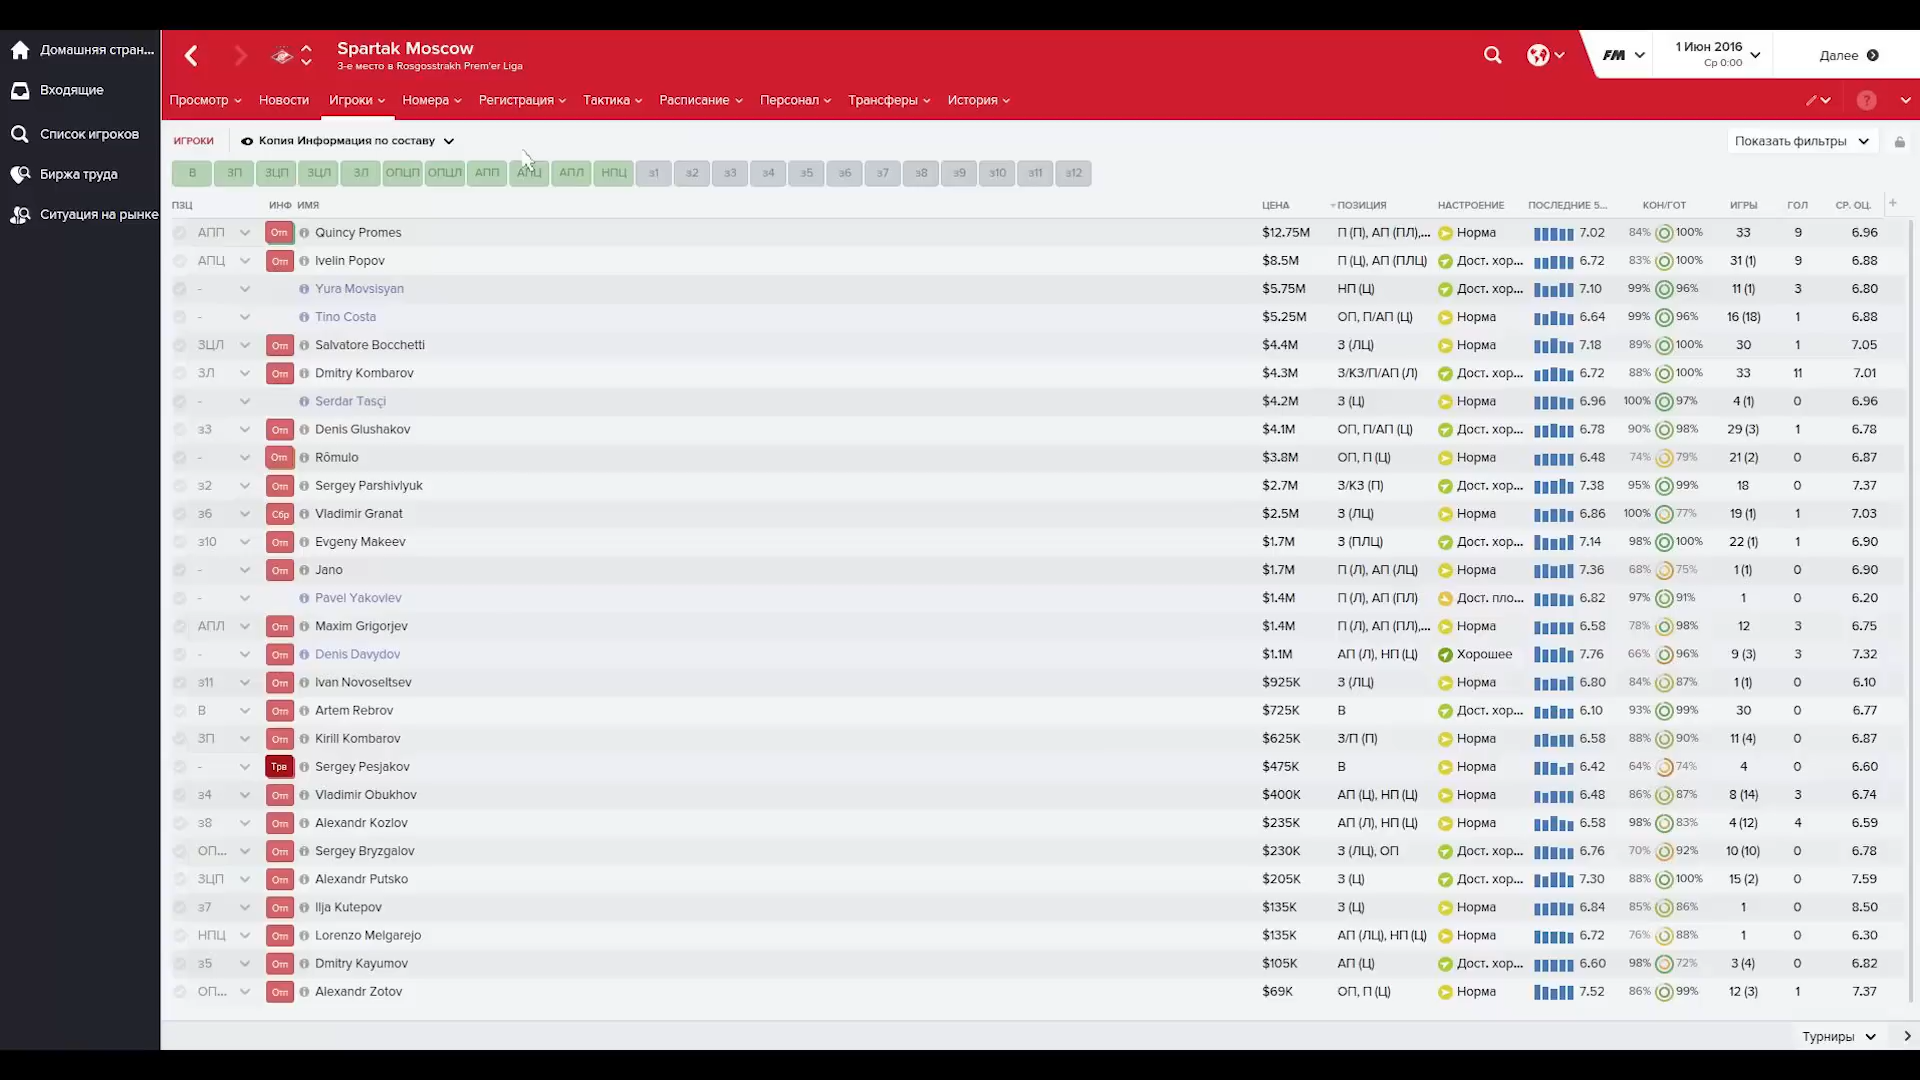 Домашняя стран...
Входящие
Список игроков
Биржа труда
Ситуация на рынке
Spartak Moscow
3-е место в Rosgosstrakh Prem'er Liga
FM
1 Июн 2016
Ср 0:00
Далее
Просмотр Новости Игроки Номера Регистрация Тактика Расписание Персонал Трансферы История
?
ИГРОКИ Копия Информация по составу Показать фильтры
В ЗП ЗЦП ЗЦЛ ЗЛ ОПЦП ОПЦЛ АПП АПЦ АПЛ НПЦ з1 з2 з3 з4 з5 з6 з7 з8 з9 з10 з11 з12
ПЗЦ ИНФ ИМЯ ЦЕНА ПОЗИЦИЯ НАСТРОЕНИЕ ПОСЛЕДНИЕ 5... КОН/ГОТ ИГРЫ ГОЛ СР. ОЦ. +
АПП Отп Quincy Promes $12.75M П (П), АП (ПЛ),... Норма 7.02 84% 100% 33 9 6.96
АПЦ Отп Ivelin Popov $8.5M П (Ц), АП (ПЛЦ) Дост. хор... 6.72 83% 100% 31 (1) 9 6.88
- Yura Movsisyan $5.75M НП (Ц) Дост. хор... 7.10 99% 96% 11 (1) 3 6.80
- Tino Costa $5.25M ОП, П/АП (Ц) Норма 6.64 99% 96% 16 (18) 1 6.88
ЗЦЛ Отп Salvatore Bocchetti $4.4M З (ЛЦ) Норма 7.18 89% 100% 30 1 7.05
ЗЛ Отп Dmitry Kombarov $4.3M З/КЗ/П/АП (Л) Дост. хор... 6.72 88% 100% 33 11 7.01
- Serdar Tasçi $4.2M З (Ц) Норма 6.96 100% 97% 4 (1) 0 6.96
з3 Отп Denis Glushakov $4.1M ОП, П/АП (Ц) Дост. хор... 6.78 90% 98% 29 (3) 1 6.78
- Отп Rômulo $3.8M ОП, П (Ц) Норма 6.48 74% 79% 21 (2) 0 6.87
з2 Отп Sergey Parshivlyuk $2.7M З/КЗ (П) Дост. хор... 7.38 95% 99% 18 0 7.37
з6 Сбр Vladimir Granat $2.5M З (ЛЦ) Норма 6.86 100% 77% 19 (1) 1 7.03
з10 Отп Evgeny Makeev $1.7M З (ПЛЦ) Дост. хор... 7.14 98% 100% 22 (1) 1 6.90
- Отп Jano $1.7M П (Л), АП (ЛЦ) Норма 7.36 68% 75% 1 (1) 0 6.90
- Pavel Yakovlev $1.4M П (Л), АП (ПЛ) Дост. пло... 6.82 97% 91% 1 0 6.20
АПЛ Отп Maxim Grigorjev $1.4M П (Л), АП (ПЛ),... Норма 6.58 78% 98% 12 3 6.75
- Отп Denis Davydov $1.1M АП (Л), НП (Ц) Хорошее 7.76 66% 96% 9 (3) 3 7.32
з11 Отп Ivan Novoseltsev $925K З (ЛЦ) Норма 6.80 84% 87% 1 (1) 0 6.10
В Отп Artem Rebrov $725K В Дост. хор... 6.10 93% 99% 30 0 6.77
ЗП Отп Kirill Kombarov $625K З/П (П) Норма 6.58 88% 90% 11 (4) 0 6.87
- Трв Sergey Pesjakov $475K В Норма 6.42 64% 74% 4 0 6.60
з4 Отп Vladimir Obukhov $400K АП (Ц), НП (Ц) Норма 6.48 86% 87% 8 (14) 3 6.74
з8 Отп Alexandr Kozlov $235K АП (Л), НП (Ц) Норма 6.58 98% 83% 4 (12) 4 6.59
ОП... Отп Sergey Bryzgalov $230K З (ЛЦ), ОП Дост. хор... 6.76 70% 92% 10 (10) 0 6.78
ЗЦП Отп Alexandr Putsko $205K З (Ц) Дост. хор... 7.30 88% 100% 15 (2) 0 7.59
з7 Отп Ilja Kutepov $135K З (Ц) Норма 6.84 85% 86% 1 0 8.50
НПЦ Отп Lorenzo Melgarejo $135K АП (ЛЦ), НП (Ц) Норма 6.72 76% 88% 1 0 6.30
з5 Отп Dmitry Kayumov $105K АП (Ц) Дост. хор... 6.60 98% 72% 3 (4) 0 6.82
ОП... Отп Alexandr Zotov $69K ОП, П (Ц) Норма 7.52 86% 99% 12 (3) 1 7.37
Турниры